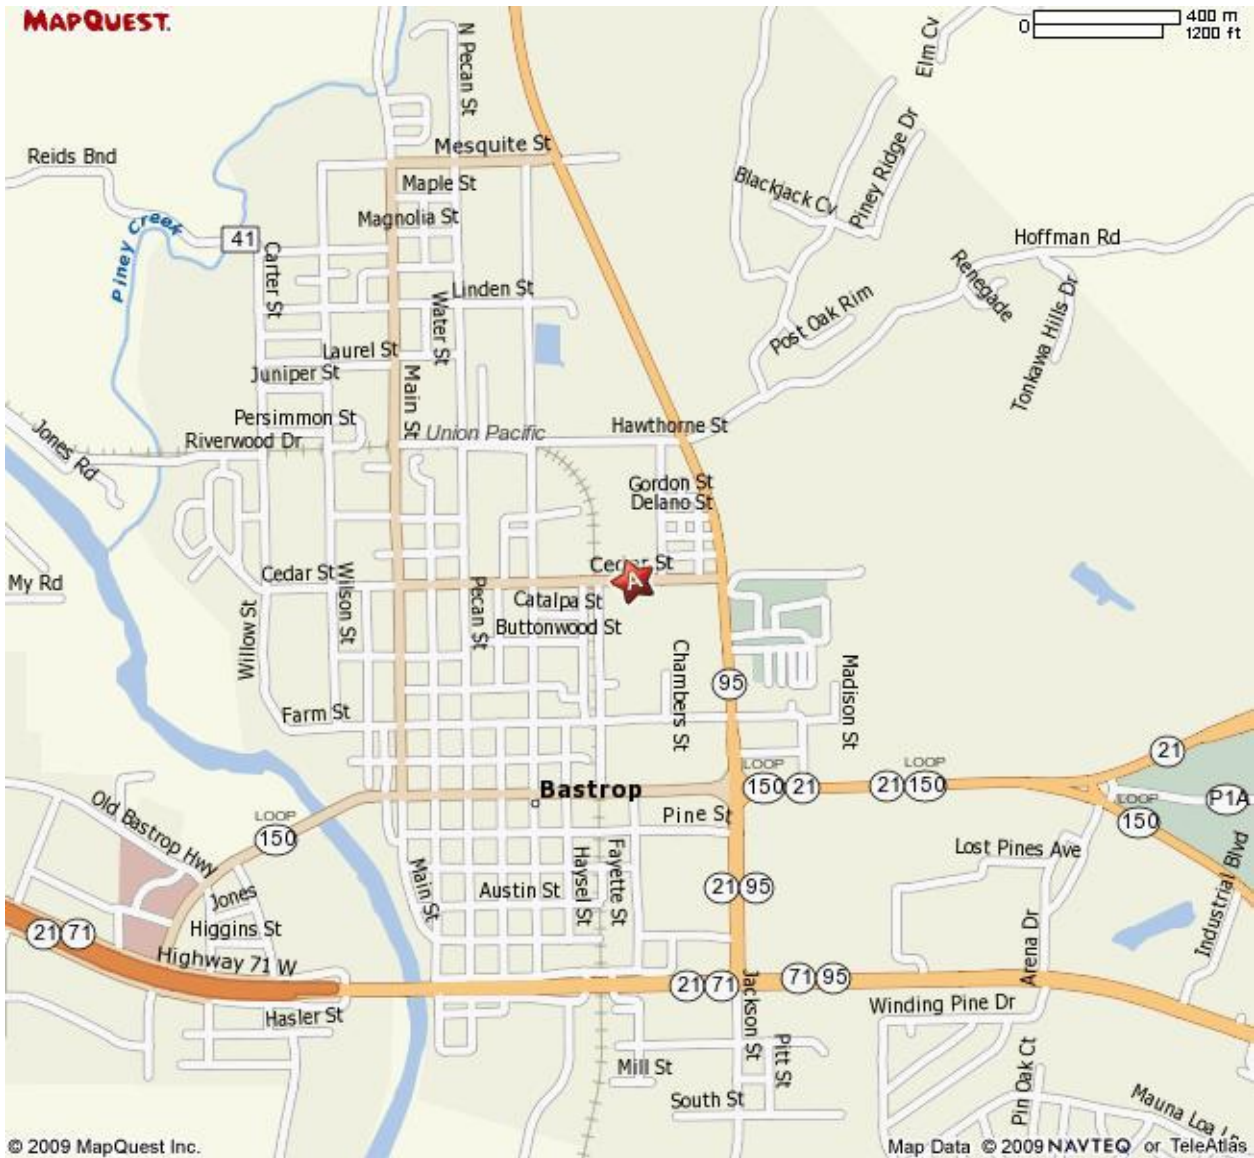 MAPQUEST.
0
400 m
1200 ft
N Pecan St
Elm Cv
Mesquite St
Reids Bnd
Maple St
Blackjack Cv
Piney Ridge Dr
Magnolia St
Piney Creek
41
Carter St
Hoffman Rd
Renegade
Linden St
Water St
Post Oak Rim
Tonkawa Hills Dr
Laurel St
Juniper St
Main St
Persimmon St
Hawthorne St
Union Pacific
Riverwood Dr
Jones Rd
Gordon St
Delano St
Cedar St
A
My Rd
Cedar St
Wilson St
Pecan St
Catalpa St
Willow St
Buttonwood St
Chambers St
Madison St
95
Farm St
21
LOOP
150
21
21
LOOP
150
Bastrop
P1A
Old Bastrop Hwy
LOOP
150
Pine St
LOOP
150
Lost Pines Ave
Industrial Blvd
Main St
Haysel St
Fayette St
Austin St
21
95
Jones
Higgins St
21
71
Arena Dr
Highway 71 W
21
71
Jackson St
71
95
Winding Pine Dr
Hasler St
Pitt St
Mill St
Pin Oak Ct
South St
Mauna Loa L
© 2009 MapQuest Inc.
Map Data © 2009 NAVTEQ or TeleAtlas